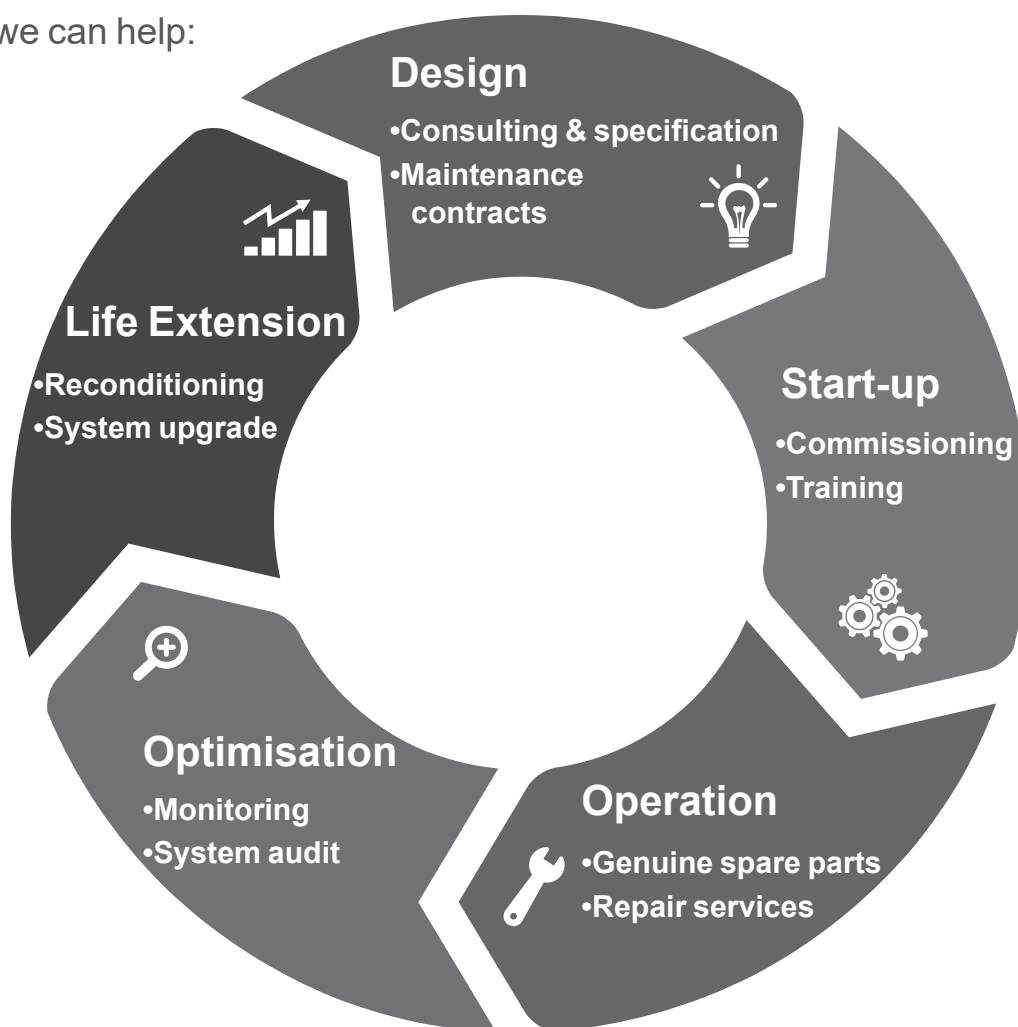 we can help:
Design
•Consulting & specification
•Maintenance
contracts
Start-up
•Commissioning
•Training
Operation
•Genuine spare parts
•Repair services
Optimisation
•Monitoring
•System audit
Life Extension
•Reconditioning
•System upgrade